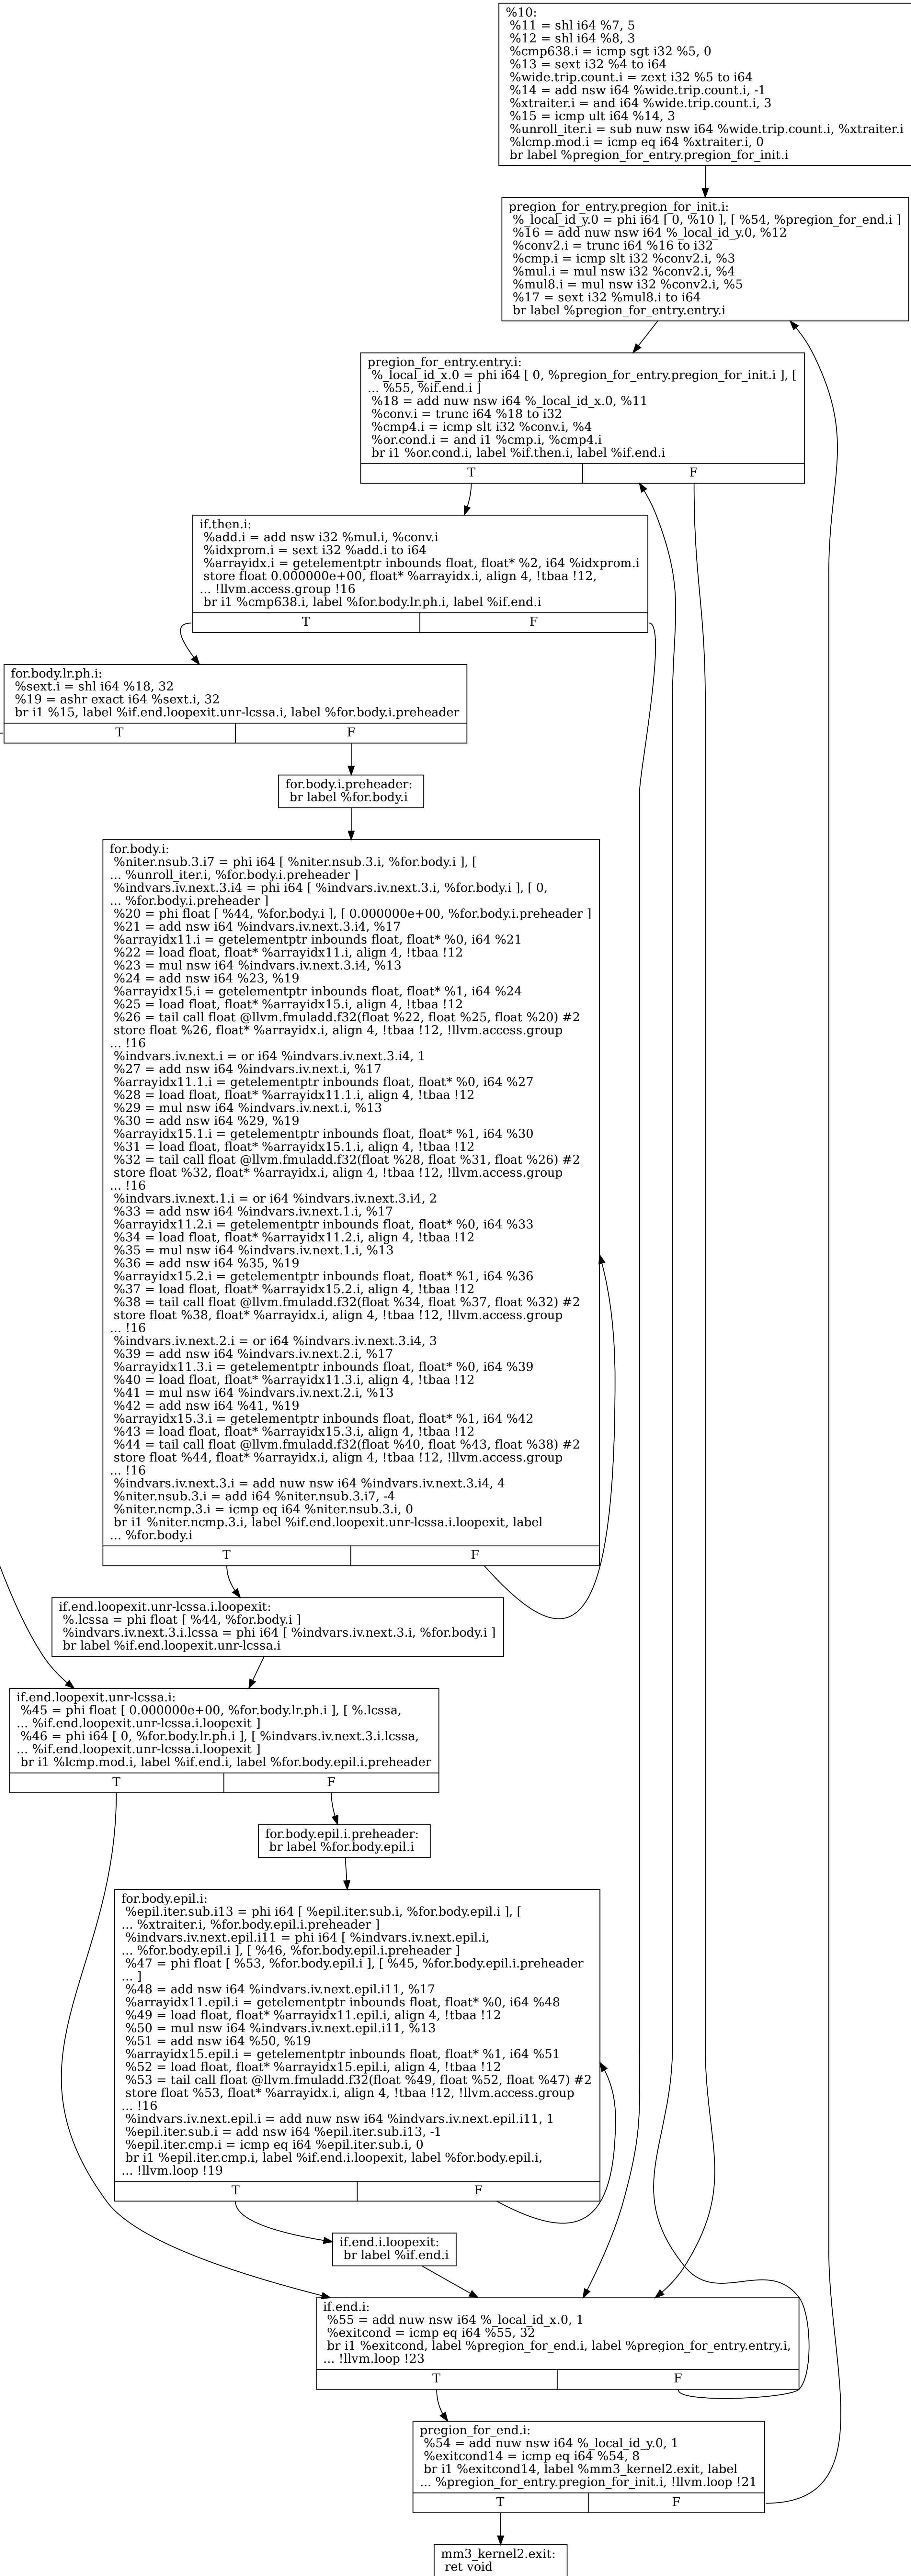 %10:
%11 = shl i64 %7, 5
%12 = shl i64 %8, 3
%cmp638.i = icmp sgt i32 %5, 0
%13 = sext i32 %4 to i64
%wide.trip.count.i = zext i32 %5 to i64
%14 = add nsw i64 %wide.trip.count.i, -1
%xtraiter.i = and i64 %wide.trip.count.i, 3
%15 = icmp ult i64 %14, 3
%unroll_iter.i = sub nuw nsw i64 %wide.trip.count.i, %xtraiter.i
%lcmp.mod.i = icmp eq i64 %xtraiter.i, 0
br label %pregion_for_entry.pregion_for_init.i
pregion_for_entry.pregion_for_init.i:
%_local_id_y.0 = phi i64 [ 0, %10 ], [ %54, %pregion_for_end.i ]
%16 = add nuw nsw i64 %_local_id_y.0, %12
%conv2.i = trunc i64 %16 to i32
%cmp.i = icmp slt i32 %conv2.i, %3
%mul.i = mul nsw i32 %conv2.i, %4
%mul8.i = mul nsw i32 %conv2.i, %5
%17 = sext i32 %mul8.i to i64
br label %pregion_for_entry.entry.i
pregion_for_entry.entry.i:
%_local_id_x.0 = phi i64 [ 0, %pregion_for_entry.pregion_for_init.i ], [
... %55, %if.end.i ]
%18 = add nuw nsw i64 %_local_id_x.0, %11
%conv.i = trunc i64 %18 to i32
%cmp4.i = icmp slt i32 %conv.i, %4
%or.cond.i = and i1 %cmp.i, %cmp4.i
br i1 %or.cond.i, label %if.then.i, label %if.end.i
T F
if.then.i:
%add.i = add nsw i32 %mul.i, %conv.i
%idxprom.i = sext i32 %add.i to i64
%arrayidx.i = getelementptr inbounds float, float* %2, i64 %idxprom.i
store float 0.000000e+00, float* %arrayidx.i, align 4, !tbaa !12,
... !llvm.access.group !16
br i1 %cmp638.i, label %for.body.lr.ph.i, label %if.end.i
T F
for.body.lr.ph.i:
%sext.i = shl i64 %18, 32
%19 = ashr exact i64 %sext.i, 32
br i1 %15, label %if.end.loopexit.unr-lcssa.i, label %for.body.i.preheader
T F
for.body.i.preheader:
br label %for.body.i
for.body.i:
%niter.nsub.3.i7 = phi i64 [ %niter.nsub.3.i, %for.body.i ], [
... %unroll_iter.i, %for.body.i.preheader ]
%indvars.iv.next.3.i4 = phi i64 [ %indvars.iv.next.3.i, %for.body.i ], [ 0,
... %for.body.i.preheader ]
%20 = phi float [ %44, %for.body.i ], [ 0.000000e+00, %for.body.i.preheader ]
%21 = add nsw i64 %indvars.iv.next.3.i4, %17
%arrayidx11.i = getelementptr inbounds float, float* %0, i64 %21
%22 = load float, float* %arrayidx11.i, align 4, !tbaa !12
%23 = mul nsw i64 %indvars.iv.next.3.i4, %13
%24 = add nsw i64 %23, %19
%arrayidx15.i = getelementptr inbounds float, float* %1, i64 %24
%25 = load float, float* %arrayidx15.i, align 4, !tbaa !12
%26 = tail call float @llvm.fmuladd.f32(float %22, float %25, float %20) #2
store float %26, float* %arrayidx.i, align 4, !tbaa !12, !llvm.access.group
... !16
%indvars.iv.next.i = or i64 %indvars.iv.next.3.i4, 1
%27 = add nsw i64 %indvars.iv.next.i, %17
%arrayidx11.1.i = getelementptr inbounds float, float* %0, i64 %27
%28 = load float, float* %arrayidx11.1.i, align 4, !tbaa !12
%29 = mul nsw i64 %indvars.iv.next.i, %13
%30 = add nsw i64 %29, %19
%arrayidx15.1.i = getelementptr inbounds float, float* %1, i64 %30
%31 = load float, float* %arrayidx15.1.i, align 4, !tbaa !12
%32 = tail call float @llvm.fmuladd.f32(float %28, float %31, float %26) #2
store float %32, float* %arrayidx.i, align 4, !tbaa !12, !llvm.access.group
... !16
%indvars.iv.next.1.i = or i64 %indvars.iv.next.3.i4, 2
%33 = add nsw i64 %indvars.iv.next.1.i, %17
%arrayidx11.2.i = getelementptr inbounds float, float* %0, i64 %33
%34 = load float, float* %arrayidx11.2.i, align 4, !tbaa !12
%35 = mul nsw i64 %indvars.iv.next.1.i, %13
%36 = add nsw i64 %35, %19
%arrayidx15.2.i = getelementptr inbounds float, float* %1, i64 %36
%37 = load float, float* %arrayidx15.2.i, align 4, !tbaa !12
%38 = tail call float @llvm.fmuladd.f32(float %34, float %37, float %32) #2
store float %38, float* %arrayidx.i, align 4, !tbaa !12, !llvm.access.group
... !16
%indvars.iv.next.2.i = or i64 %indvars.iv.next.3.i4, 3
%39 = add nsw i64 %indvars.iv.next.2.i, %17
%arrayidx11.3.i = getelementptr inbounds float, float* %0, i64 %39
%40 = load float, float* %arrayidx11.3.i, align 4, !tbaa !12
%41 = mul nsw i64 %indvars.iv.next.2.i, %13
%42 = add nsw i64 %41, %19
%arrayidx15.3.i = getelementptr inbounds float, float* %1, i64 %42
%43 = load float, float* %arrayidx15.3.i, align 4, !tbaa !12
%44 = tail call float @llvm.fmuladd.f32(float %40, float %43, float %38) #2
store float %44, float* %arrayidx.i, align 4, !tbaa !12, !llvm.access.group
... !16
%indvars.iv.next.3.i = add nuw nsw i64 %indvars.iv.next.3.i4, 4
%niter.nsub.3.i = add i64 %niter.nsub.3.i7, -4
%niter.ncmp.3.i = icmp eq i64 %niter.nsub.3.i, 0
br i1 %niter.ncmp.3.i, label %if.end.loopexit.unr-lcssa.i.loopexit, label
... %for.body.i
T F
if.end.loopexit.unr-lcssa.i.loopexit:
%.lcssa = phi float [ %44, %for.body.i ]
%indvars.iv.next.3.i.lcssa = phi i64 [ %indvars.iv.next.3.i, %for.body.i ]
br label %if.end.loopexit.unr-lcssa.i
if.end.loopexit.unr-lcssa.i:
%45 = phi float [ 0.000000e+00, %for.body.lr.ph.i ], [ %.lcssa,
... %if.end.loopexit.unr-lcssa.i.loopexit ]
%46 = phi i64 [ 0, %for.body.lr.ph.i ], [ %indvars.iv.next.3.i.lcssa,
... %if.end.loopexit.unr-lcssa.i.loopexit ]
br i1 %lcmp.mod.i, label %if.end.i, label %for.body.epil.i.preheader
T F
for.body.epil.i.preheader:
br label %for.body.epil.i
for.body.epil.i:
%epil.iter.sub.i13 = phi i64 [ %epil.iter.sub.i, %for.body.epil.i ], [
... %xtraiter.i, %for.body.epil.i.preheader ]
%indvars.iv.next.epil.i11 = phi i64 [ %indvars.iv.next.epil.i,
... %for.body.epil.i ], [ %46, %for.body.epil.i.preheader ]
%47 = phi float [ %53, %for.body.epil.i ], [ %45, %for.body.epil.i.preheader
... ]
%48 = add nsw i64 %indvars.iv.next.epil.i11, %17
%arrayidx11.epil.i = getelementptr inbounds float, float* %0, i64 %48
%49 = load float, float* %arrayidx11.epil.i, align 4, !tbaa !12
%50 = mul nsw i64 %indvars.iv.next.epil.i11, %13
%51 = add nsw i64 %50, %19
%arrayidx15.epil.i = getelementptr inbounds float, float* %1, i64 %51
%52 = load float, float* %arrayidx15.epil.i, align 4, !tbaa !12
%53 = tail call float @llvm.fmuladd.f32(float %49, float %52, float %47) #2
store float %53, float* %arrayidx.i, align 4, !tbaa !12, !llvm.access.group
... !16
%indvars.iv.next.epil.i = add nuw nsw i64 %indvars.iv.next.epil.i11, 1
%epil.iter.sub.i = add nsw i64 %epil.iter.sub.i13, -1
%epil.iter.cmp.i = icmp eq i64 %epil.iter.sub.i, 0
br i1 %epil.iter.cmp.i, label %if.end.i.loopexit, label %for.body.epil.i,
... !llvm.loop !19
T F
if.end.i.loopexit:
br label %if.end.i
if.end.i:
%55 = add nuw nsw i64 %_local_id_x.0, 1
%exitcond = icmp eq i64 %55, 32
br i1 %exitcond, label %pregion_for_end.i, label %pregion_for_entry.entry.i,
... !llvm.loop !23
T F
pregion_for_end.i:
%54 = add nuw nsw i64 %_local_id_y.0, 1
%exitcond14 = icmp eq i64 %54, 8
br i1 %exitcond14, label %mm3_kernel2.exit, label
... %pregion_for_entry.pregion_for_init.i, !llvm.loop !21
T F
mm3_kernel2.exit:
ret void